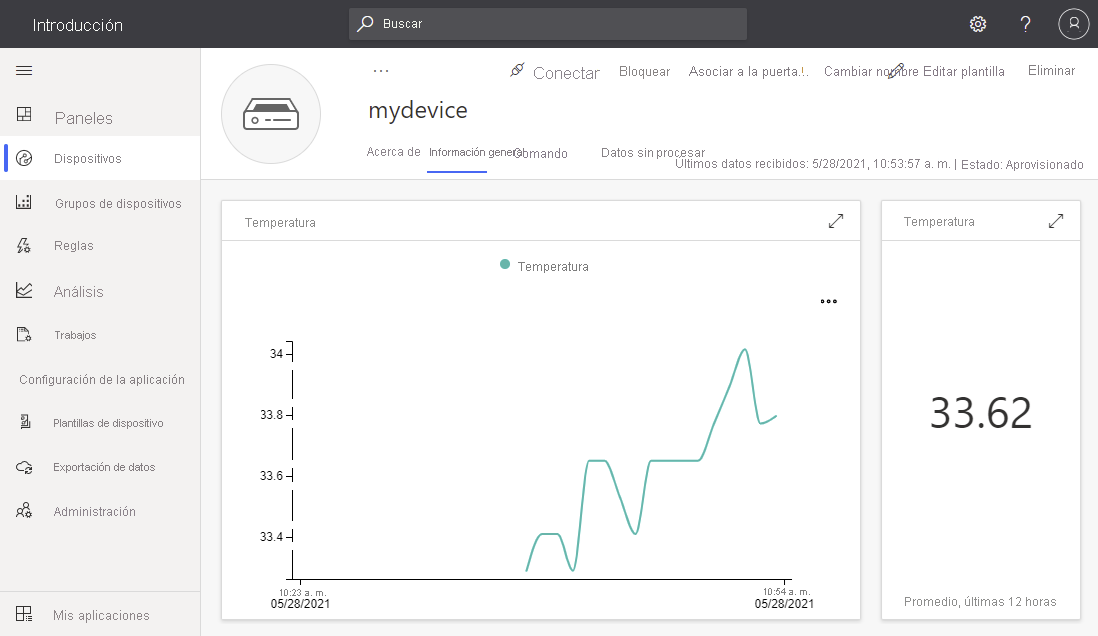 Introducción
Buscar
?
Paneles
Dispositivos
Grupos de dispositivos
Reglas
Análisis
Trabajos
Configuración de la aplicación
Plantillas de dispositivo
Exportación de datos
Administración
Mis aplicaciones
Conectar
Bloquear
Asociar a la puerta...
Cambiar nombre
Editar plantilla
Eliminar
mydevice
Acerca de
Información general
Comando
Datos sin procesar
Últimos datos recibidos: 5/28/2021, 10:53:57 a. m. | Estado: Aprovisionado
Temperatura
Temperatura
34
33.8
33.6
33.4
10:23 a. m.
05/28/2021
10:54 a. m.
05/28/2021
Temperatura
33.62
Promedio, últimas 12 horas